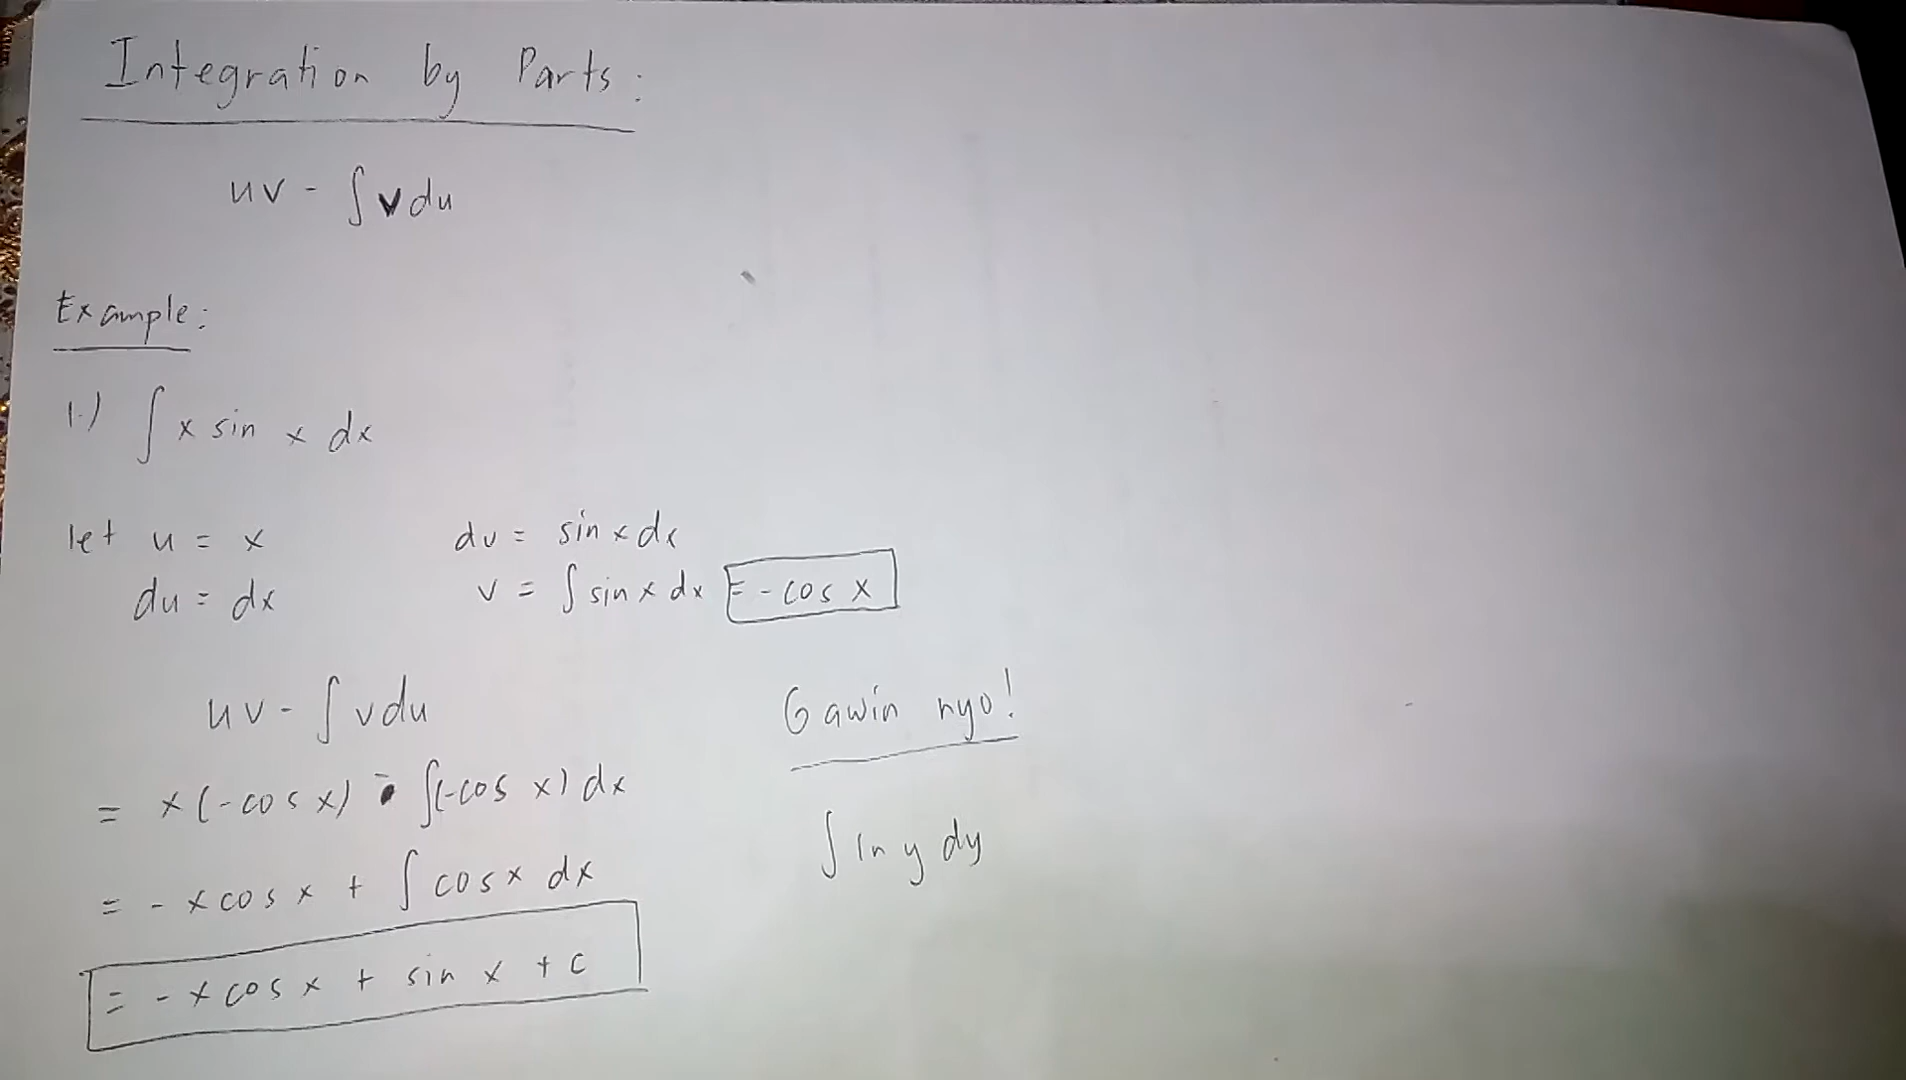 Integration by Parts:
uv - ∫vdu
Example:
1.) ∫ x sin x dx
let u = x
du = dx
dv = sin x dx
v = ∫ sin x dx = - cos x
uv - ∫ vdu
= x(-cos x) - ∫(-cos x) dx
= - x cos x + ∫ cos x dx
= - x cos x + sin x + c
Gawin nyo!
∫ ln y dy